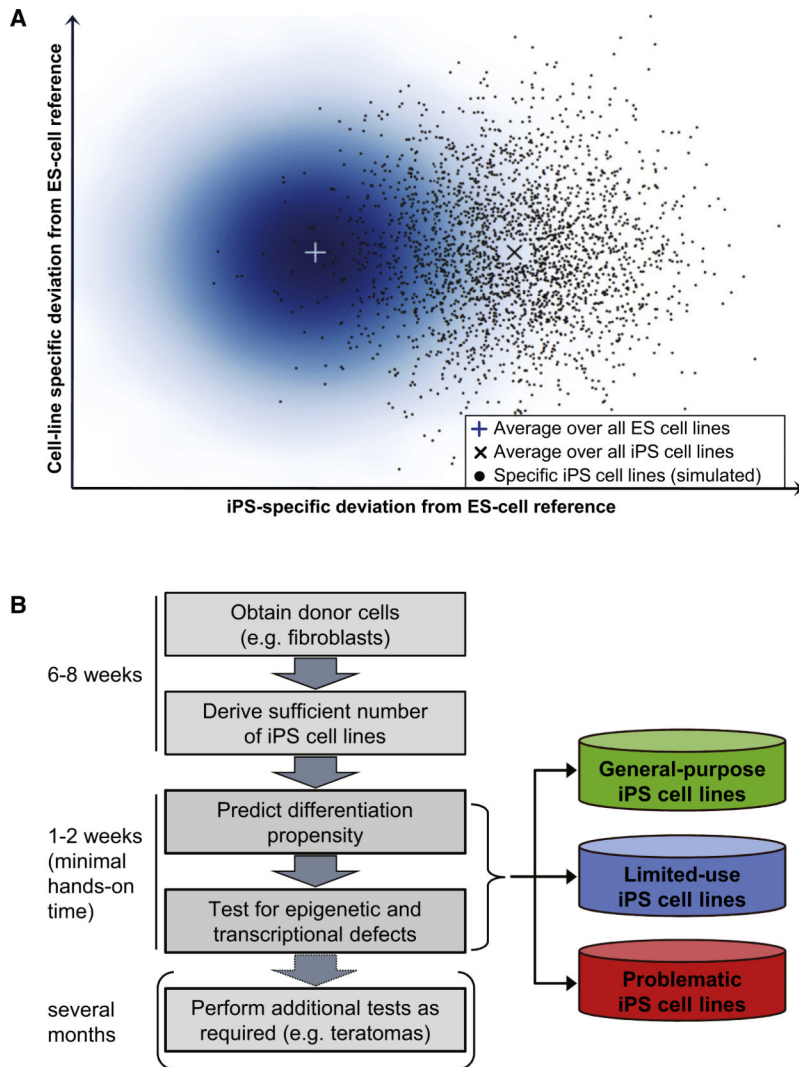 A
Cell-line specific deviation from ES-cell reference
+ Average over all ES cell lines
× Average over all iPS cell lines
● Specific iPS cell lines (simulated)
iPS-specific deviation from ES-cell reference
B
6-8 weeks
Obtain donor cells
(e.g. fibroblasts)
Derive sufficient number
of iPS cell lines
1-2 weeks
(minimal
hands-on
time)
Predict differentiation
propensity
Test for epigenetic and
transcriptional defects
several
months
Perform additional tests as
required (e.g. teratomas)
General-purpose
iPS cell lines
Limited-use
iPS cell lines
Problematic
iPS cell lines